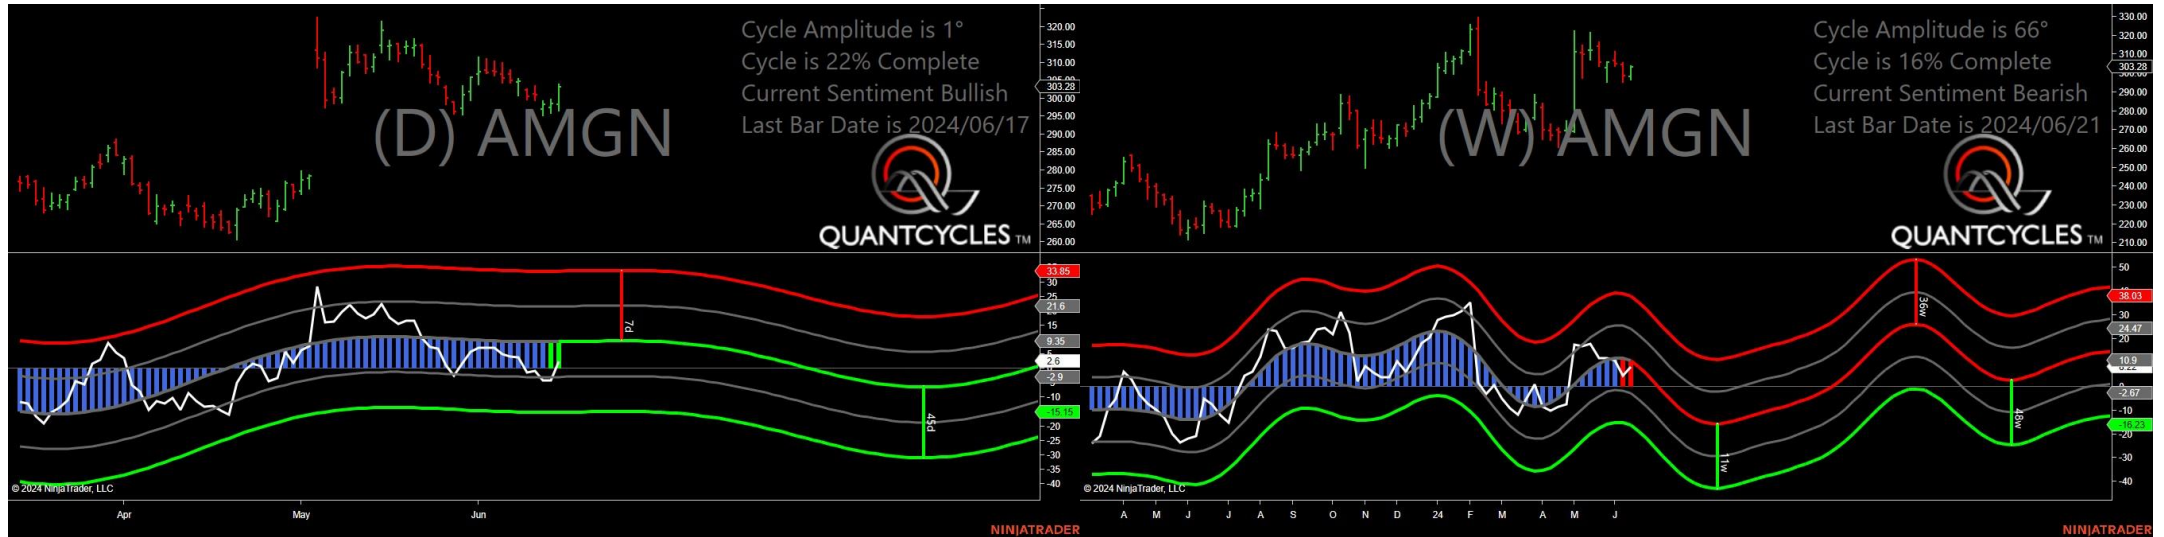 Cycle Amplitude is 1°
Cycle is 22% Complete
Current Sentiment Bullish
Last Bar Date is 2024/06/17
(D) AMGN
QUANTCYCLES TM
320.00
315.00
310.00
303.28
300.00
295.00
290.00
285.00
280.00
275.00
270.00
265.00
260.00
33.85
30
25
21.6
15
9.35
2.6
-2.9
-10
-15.15
-20
-25
-30
-35
-40
7d
45d
© 2024 NinjaTrader, LLC
Apr May Jun
NINJATRADER
Cycle Amplitude is 66°
Cycle is 16% Complete
Current Sentiment Bearish
Last Bar Date is 2024/06/21
(W) AMGN
QUANTCYCLES TM
330.00
320.00
310.00
303.28
290.00
280.00
270.00
260.00
250.00
240.00
230.00
220.00
210.00
50
38.03
30
24.47
20
10.9
-2.67
-10
-16.23
-20
-30
-40
11w
36w
48w
© 2024 NinjaTrader, LLC
A M J J A S O N D 24 F M A M J
NINJATRADER